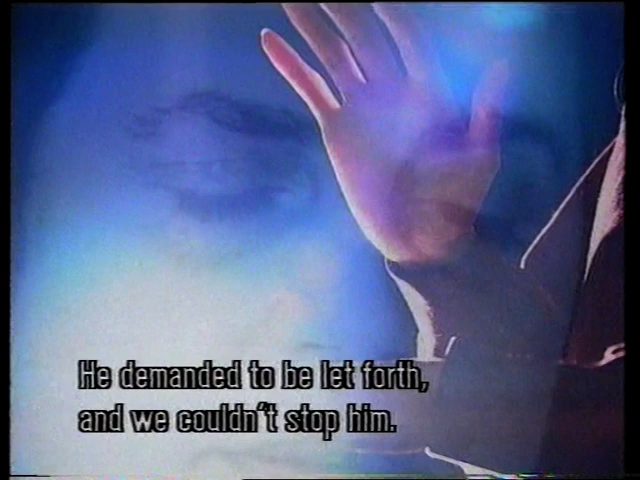 He demanded to be let forth,
and we couldn't stop him.